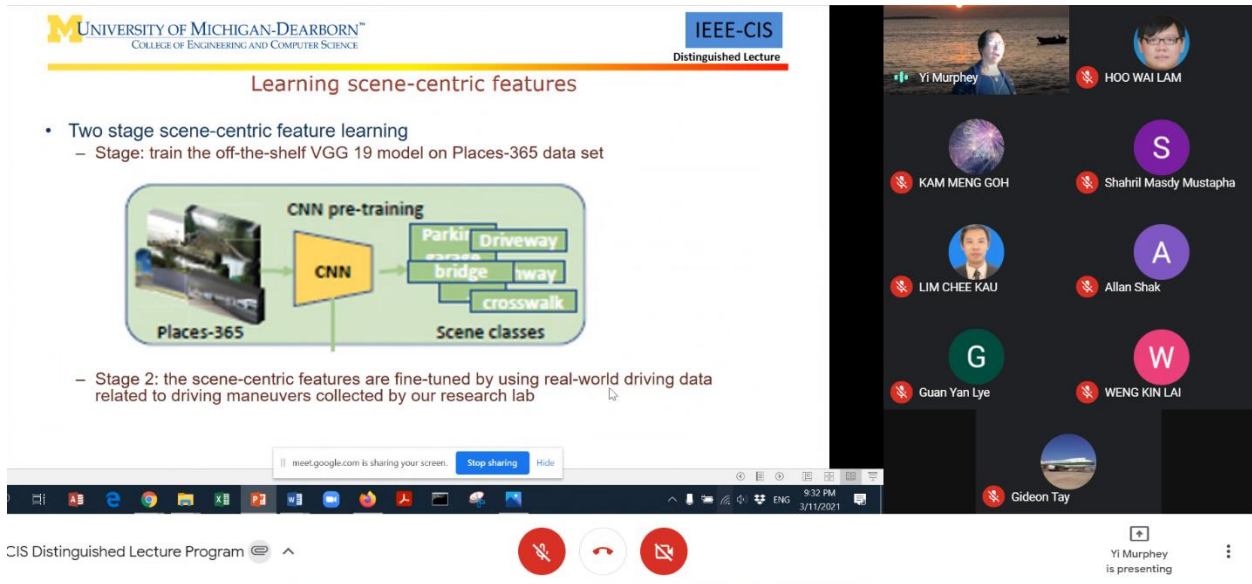 UNIVERSITY OF MICHIGAN-DEARBORN™
COLLEGE OF ENGINEERING AND COMPUTER SCIENCE
IEEE-CIS
Distinguished Lecture
Learning scene-centric features
• Two stage scene-centric feature learning
– Stage: train the off-the-shelf VGG 19 model on Places-365 data set
CNN pre-training
Parkin
Driveway
garage
bridge
hway
CNN
crosswalk
Places-365
Scene classes
– Stage 2: the scene-centric features are fine-tuned by using real-world driving data
related to driving maneuvers collected by our research lab
meet.google.com is sharing your screen.
Stop sharing
Hide
ENG
9:32 PM
3/11/2021
Yi Murphey
HOO WAI LAM
KAM MENG GOH
S
Shahril Masdy Mustapha
LIM CHEE KAU
A
Allan Shak
G
Guan Yan Lye
W
WENG KIN LAI
Gideon Tay
CIS Distinguished Lecture Program
Yi Murphey
is presenting